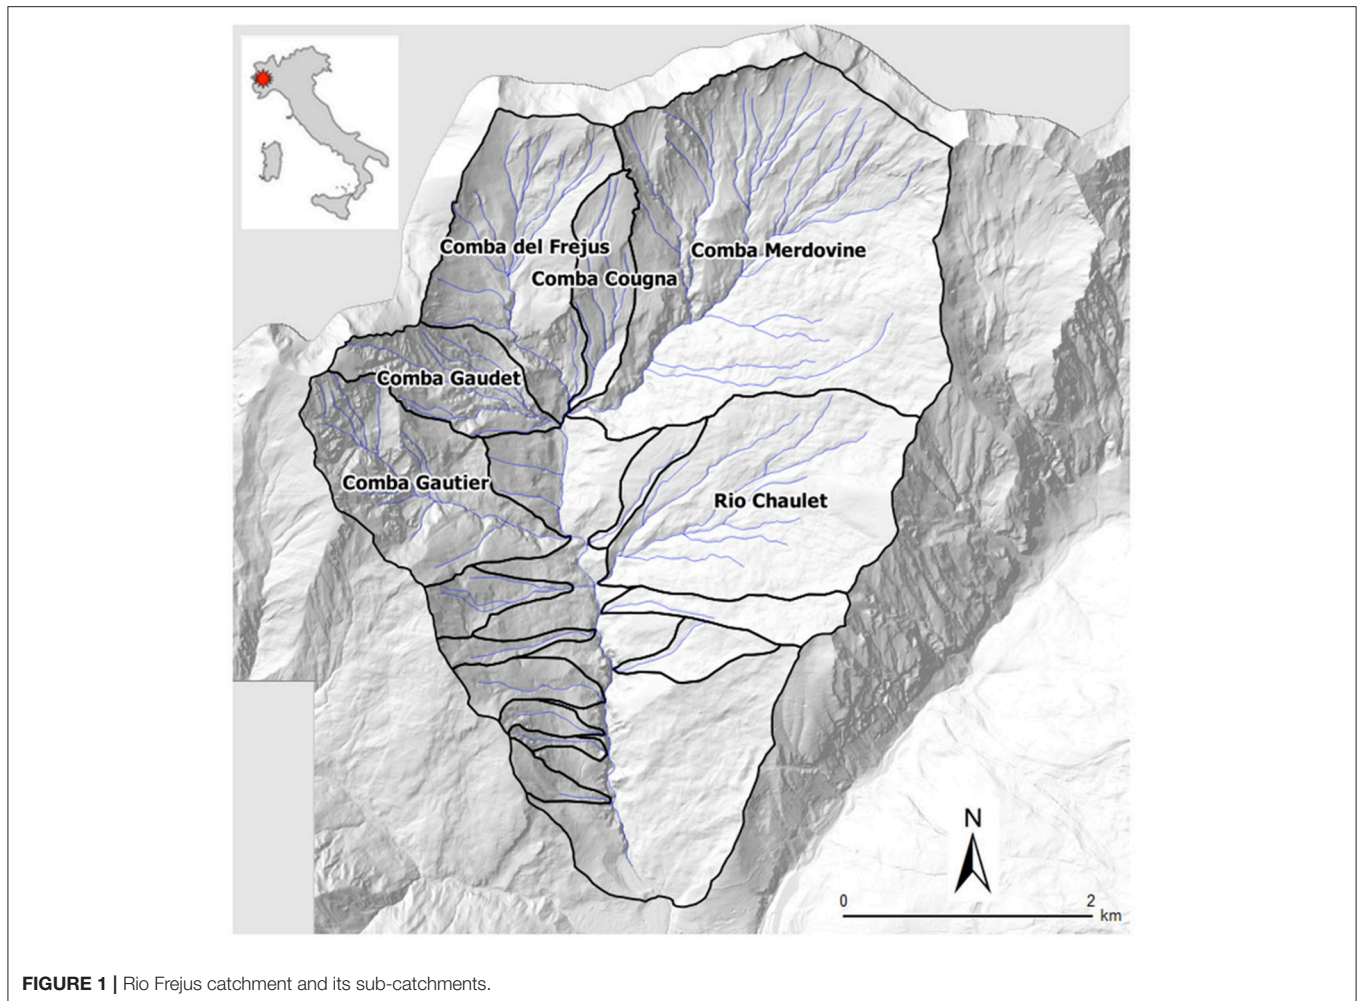 Comba del Frejus
Comba Cougna
Comba Merdovine
Comba Gaudet
Comba Gautier
Rio Chaulet
N
0 2
km
FIGURE 1 | Rio Frejus catchment and its sub-catchments.